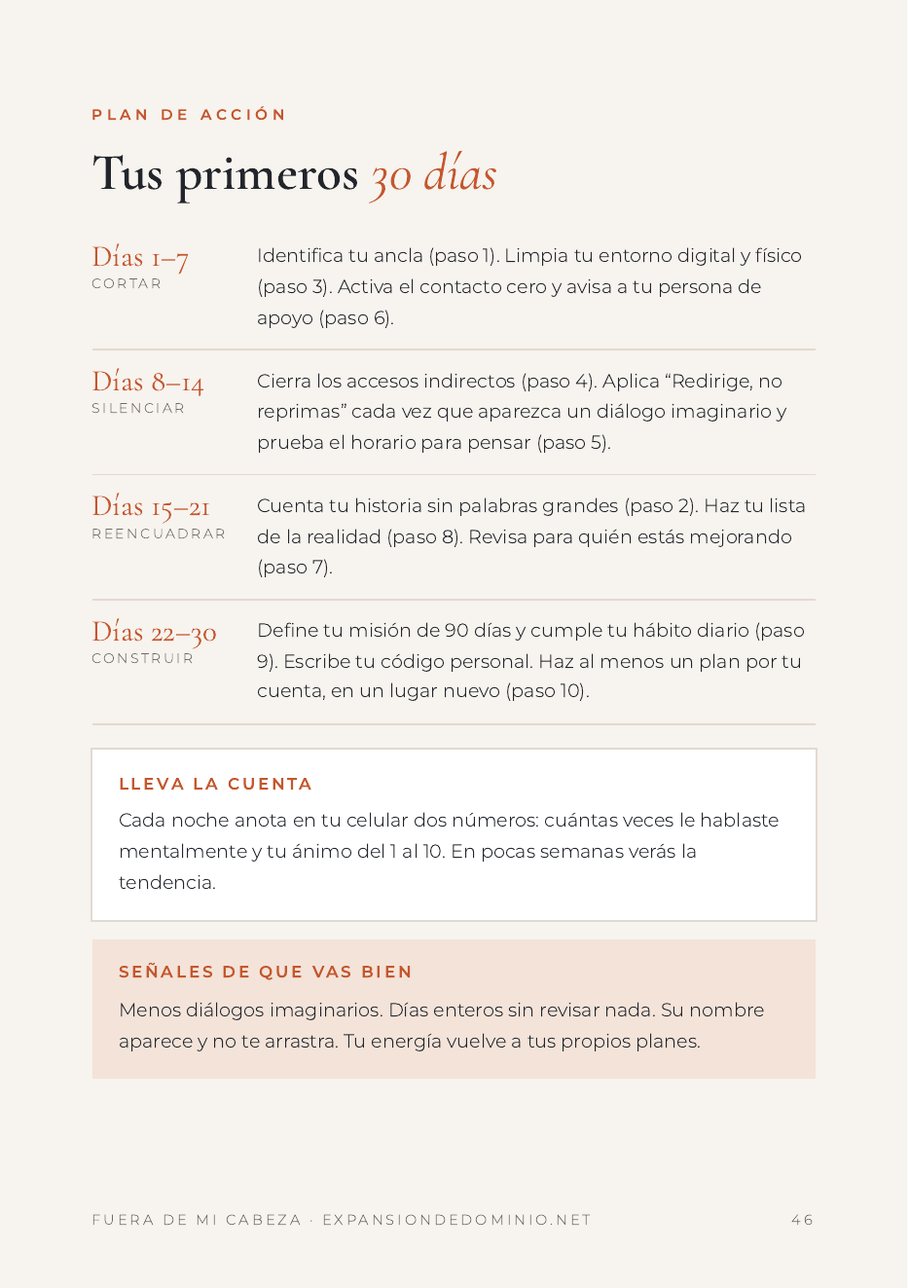 PLAN DE ACCIÓN
Tus primeros 30 días
Días 1–7
CORTAR
Identifica tu ancla (paso 1). Limpia tu entorno digital y físico
(paso 3). Activa el contacto cero y avisa a tu persona de
apoyo (paso 6).
Días 8–14
SILENCIAR
Cierra los accesos indirectos (paso 4). Aplica “Redirige, no
reprimas” cada vez que aparezca un diálogo imaginario y
prueba el horario para pensar (paso 5).
Días 15–21
REENCUADRAR
Cuenta tu historia sin palabras grandes (paso 2). Haz tu lista
de la realidad (paso 8). Revisa para quién estás mejorando
(paso 7).
Días 22–30
CONSTRUIR
Define tu misión de 90 días y cumple tu hábito diario (paso
9). Escribe tu código personal. Haz al menos un plan por tu
cuenta, en un lugar nuevo (paso 10).
LLEVA LA CUENTA
Cada noche anota en tu celular dos números: cuántas veces le hablaste
mentalmente y tu ánimo del 1 al 10. En pocas semanas verás la
tendencia.
SEÑALES DE QUE VAS BIEN
Menos diálogos imaginarios. Días enteros sin revisar nada. Su nombre
aparece y no te arrastra. Tu energía vuelve a tus propios planes.
FUERA DE MI CABEZA · EXPANSIONDEDOMINIO.NET
46